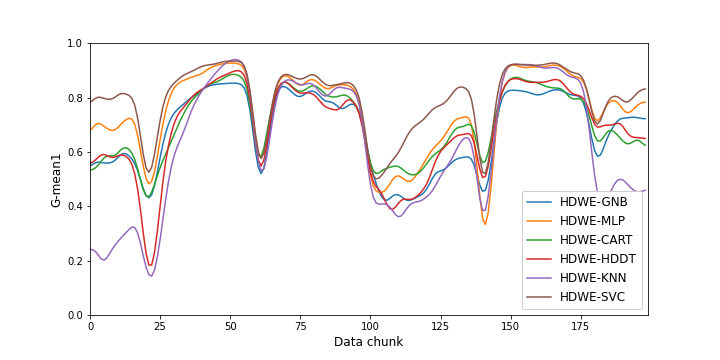 1.0
0.8
0.6
0.4
0.2
0.0
G-mean1
HDWE-GNB
HDWE-MLP
HDWE-CART
HDWE-HDDT
HDWE-KNN
HDWE-SVC
0 25 50 75 100 125 150 175
Data chunk